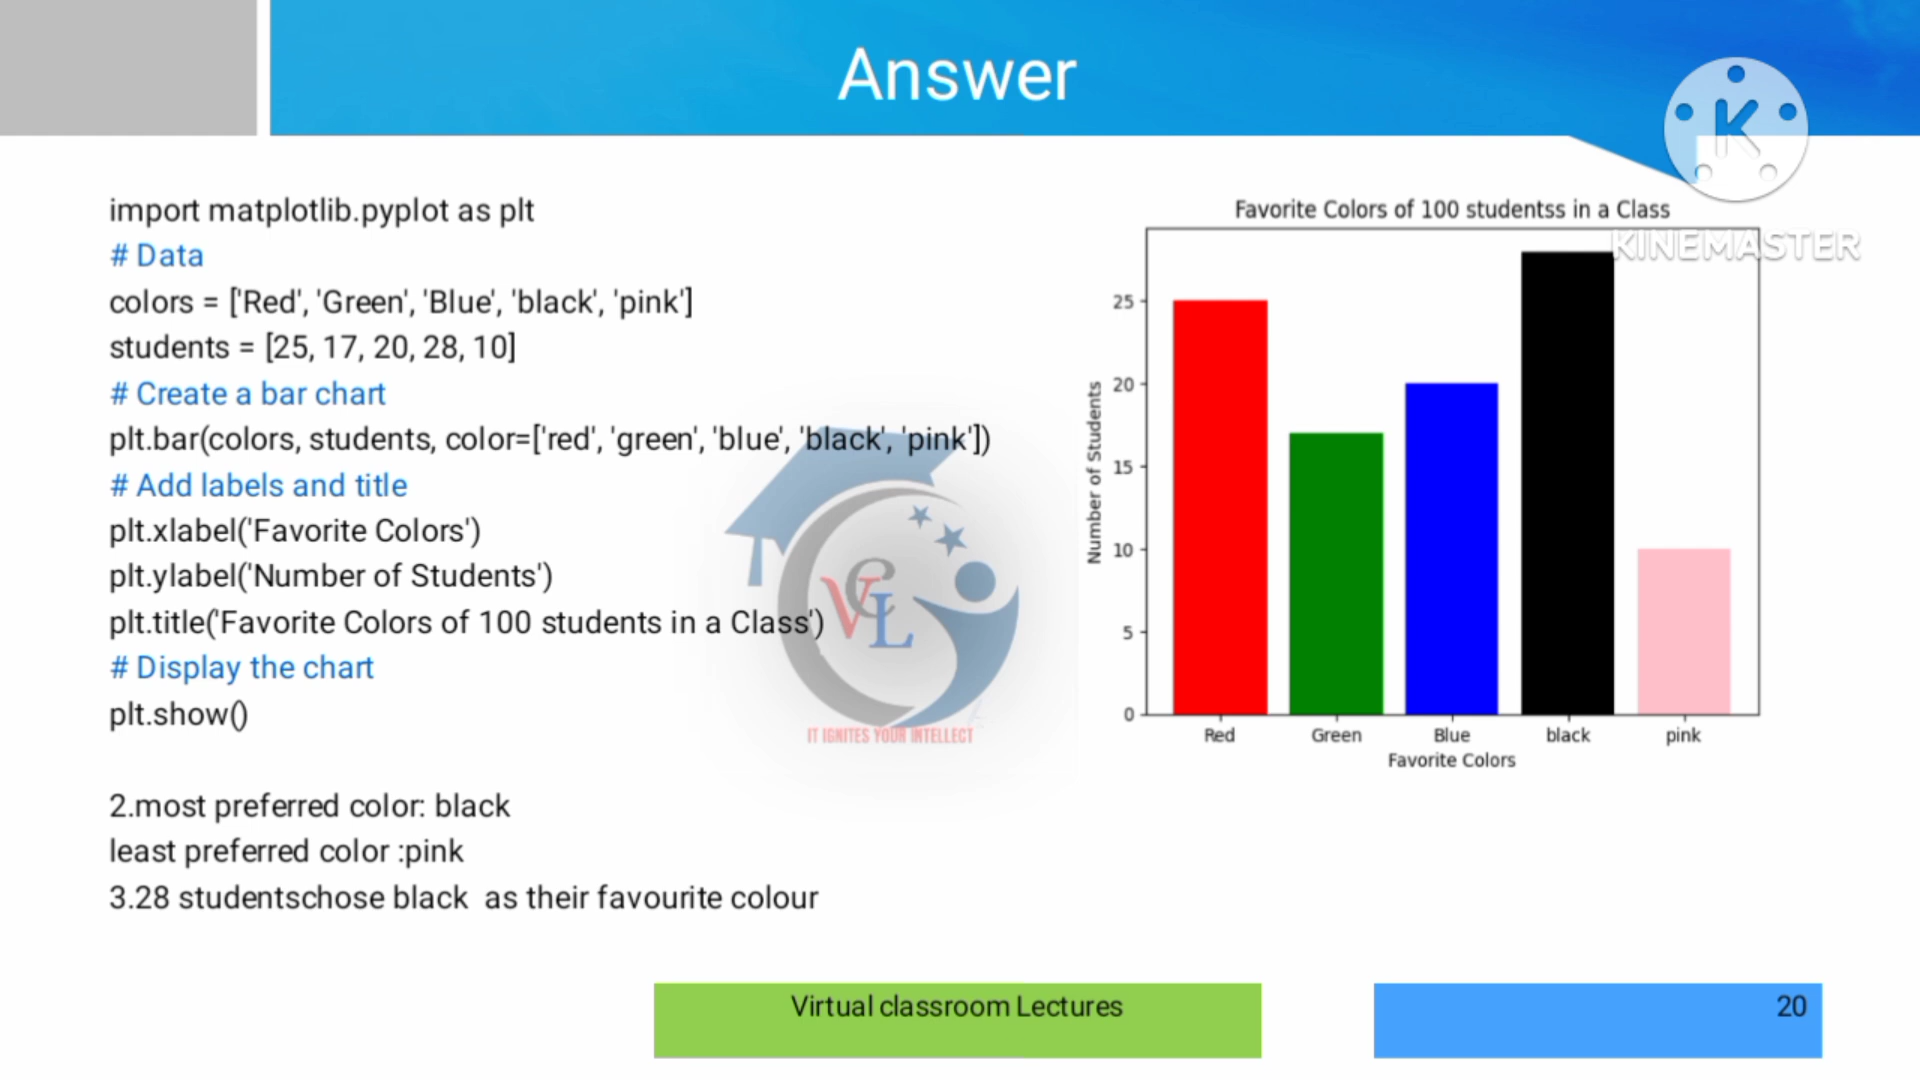 Answer
K
KINEMASTER
import matplotlib.pyplot as plt
# Data
colors = ['Red', 'Green', 'Blue', 'black', 'pink']
students = [25, 17, 20, 28, 10]
# Create a bar chart
plt.bar(colors, students, color=['red', 'green', 'blue', 'black', 'pink'])
# Add labels and title
plt.xlabel('Favorite Colors')
plt.ylabel('Number of Students')
plt.title('Favorite Colors of 100 students in a Class')
# Display the chart
plt.show()
2.most preferred color: black
least preferred color :pink
3.28 studentschose black  as their favourite colour
VCL
IT IGNITES YOUR INTELLECT
Favorite Colors of 100 studentss in a Class
Number of Students
25
20
15
10
5
0
Red Green Blue black pink
Favorite Colors
Virtual classroom Lectures
20